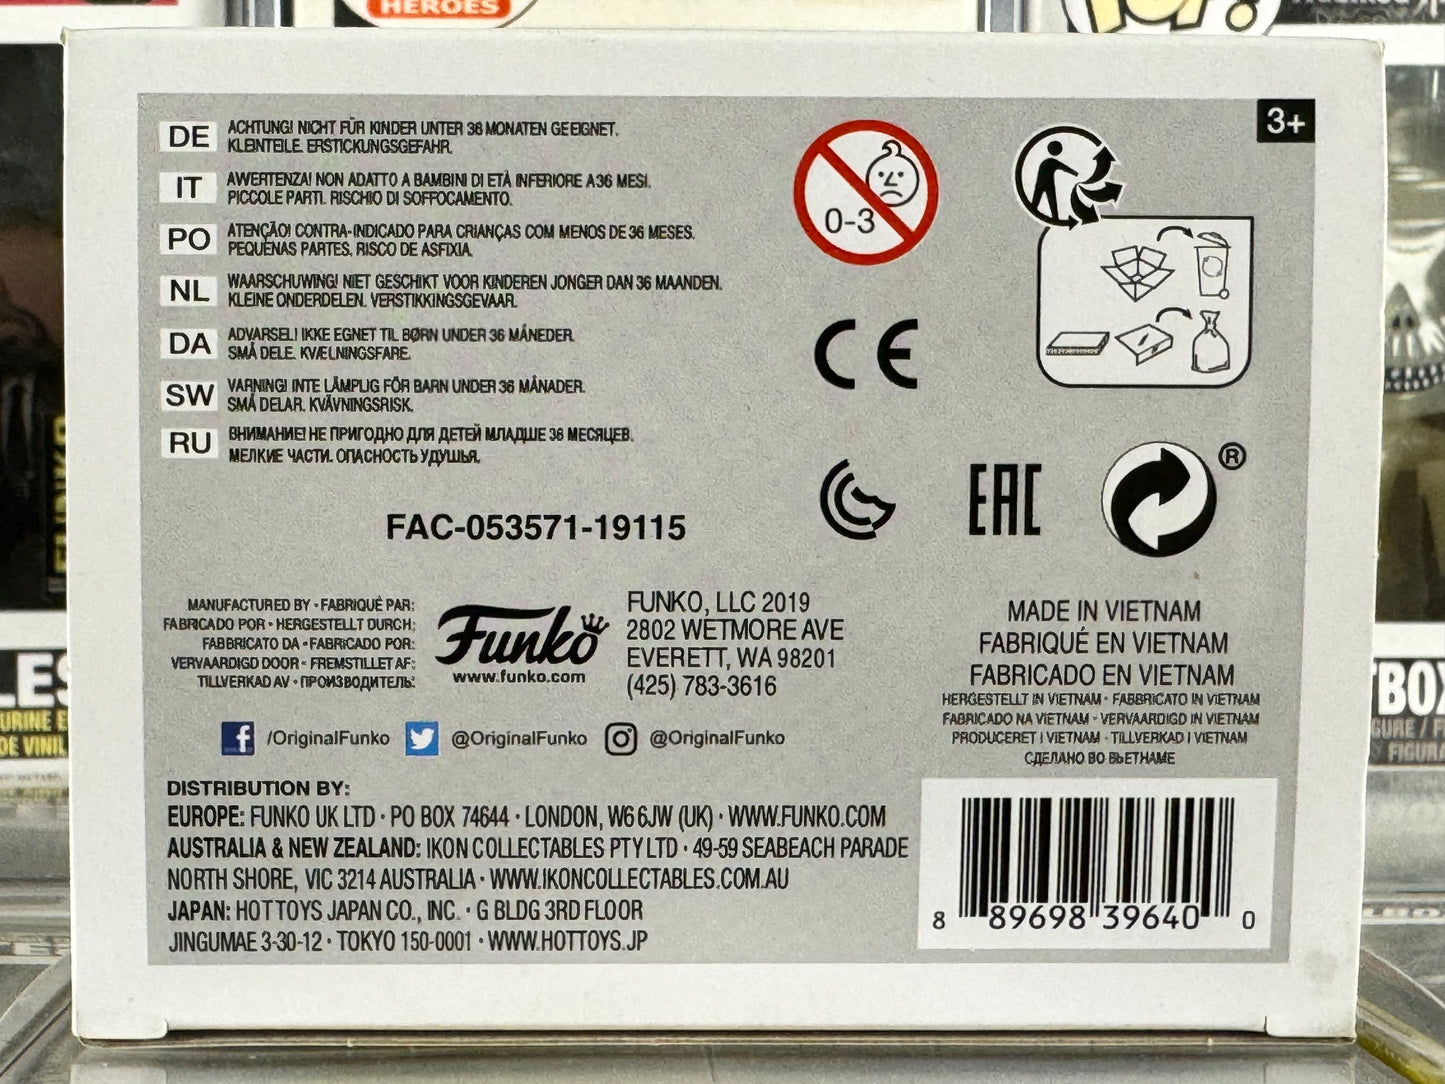 HEROES
POP!
3+
DE ACHTUNG! NICHT FÜR KINDER UNTER 36 MONATEN GEEIGNET.
KLEINTEILE. ERSTICKUNGSGEFAHR.
IT AWERTENZA! NON ADATTO A BAMBINI DI ETÀ INFERIORE A 36 MESI.
PICCOLE PARTI. RISCHIO DI SOFFOCAMENTO.
PO ATENÇÃO! CONTRA-INDICADO PARA CRIANÇAS COM MENOS DE 36 MESES.
PEQUENAS PARTES. RISCO DE ASFIXIA.
NL WAARSCHUWING! NIET GESCHIKT VOOR KINDEREN JONGER DAN 36 MAANDEN.
KLEINE ONDERDELEN. VERSTIKKINGSGEVAAR.
DA ADVARSEL! IKKE EGNET TIL BØRN UNDER 36 MÅNEDER.
SMÅ DELE. KVÆLNINGSFARE.
SW VARNING! INTE LÄMPLIG FÖR BARN UNDER 36 MÅNADER.
SMÅ DELAR. KVÄVNINGSRISK.
RU ВНИМАНИЕ! НЕ ПРИГОДНО ДЛЯ ДЕТЕЙ МЛАДШЕ 36 МЕСЯЦЕВ.
МЕЛКИЕ ЧАСТИ. ОПАСНОСТЬ УДУШЬЯ.
0-3
CE
EAC
®
FAC-053571-19115
MANUFACTURED BY • FABRIQUÉ PAR:
FABRICADO POR • HERGESTELLT DURCH:
FABBRICATO DA • FABRICADO POR:
VERVAARDIGD DOOR • FREMSTILLET AF:
TILLVERKAD AV • ПРОИЗВОДИТЕЛЬ:
Funko
www.funko.com
FUNKO, LLC 2019
2802 WETMORE AVE
EVERETT, WA 98201
(425) 783-3616
MADE IN VIETNAM
FABRIQUÉ EN VIETNAM
FABRICADO EN VIETNAM
HERGESTELLT IN VIETNAM • FABBRICATO IN VIETNAM
FABRICADO NA VIETNAM • VERVAARDIGD IN VIETNAM
PRODUCERET I VIETNAM • TILLVERKAD I VIETNAM
СДЕЛАНО ВО ВЬЕТНАМЕ
/OriginalFunko @OriginalFunko @OriginalFunko
DISTRIBUTION BY:
EUROPE: FUNKO UK LTD • PO BOX 74644 • LONDON, W6 6JW (UK) • WWW.FUNKO.COM
AUSTRALIA & NEW ZEALAND: IKON COLLECTABLES PTY LTD • 49-59 SEABEACH PARADE
NORTH SHORE, VIC 3214 AUSTRALIA • WWW.IKONCOLLECTABLES.COM.AU
JAPAN: HOT TOYS JAPAN CO., INC. • G BLDG 3RD FLOOR
JINGUMAE 3-30-12 • TOKYO 150-0001 • WWW.HOTTOYS.JP
8 89698 39640 0